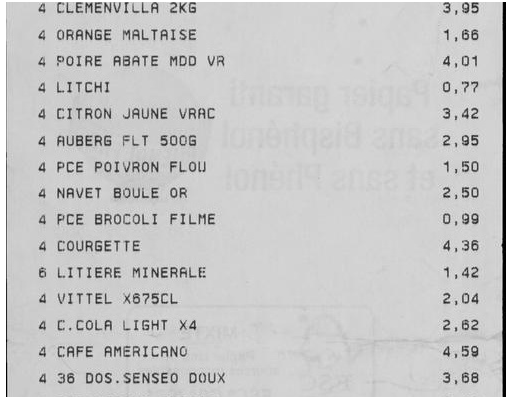 4 CLEMENVILLA 2KG 3,95
4 ORANGE MALTAISE 1,66
4 POIRE ABATE MDD VR 4,01
4 LITCHI 0,77
4 CITRON JAUNE VRAC 3,42
4 AUBERG FLT 500G 2,95
4 PCE POIVRON FLOW 1,50
4 NAVET BOULE OR 2,50
4 PCE BROCOLI FILME 0,99
4 COURGETTE 4,36
6 LITIERE MINERALE 1,42
4 VITTEL X675CL 2,04
4 C.COLA LIGHT X4 2,62
4 CAFE AMERICANO 4,59
4 36 DOS.SENSEO DOUX 3,68
Papier garanti
sans Bisphénol
et sans Phénol